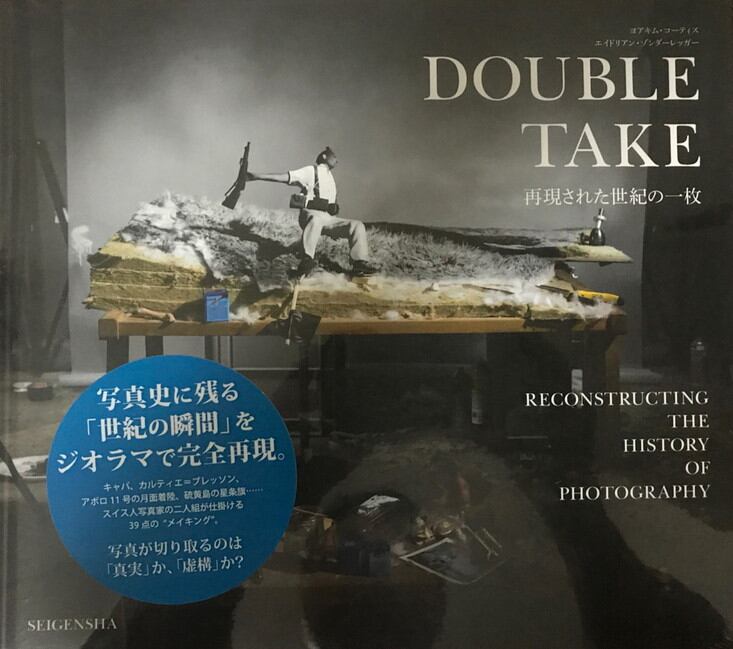 ヨアキム・コーティス
エイドリアン・ゾンダーレッガー
DOUBLE
TAKE
再現された世紀の一枚
RECONSTRUCTING
THE
HISTORY
OF
PHOTOGRAPHY
写真史に残る
「世紀の瞬間」を
ジオラマで完全再現。
キャパ、カルティエ＝ブレッソン、
アポロ11号の月面着陸、硫黄島の星条旗……
スイス人写真家の二人組が仕掛ける
39点の“メイキング”。
写真が切り取るのは
「真実」か、「虚構」か？
SEIGENSHA